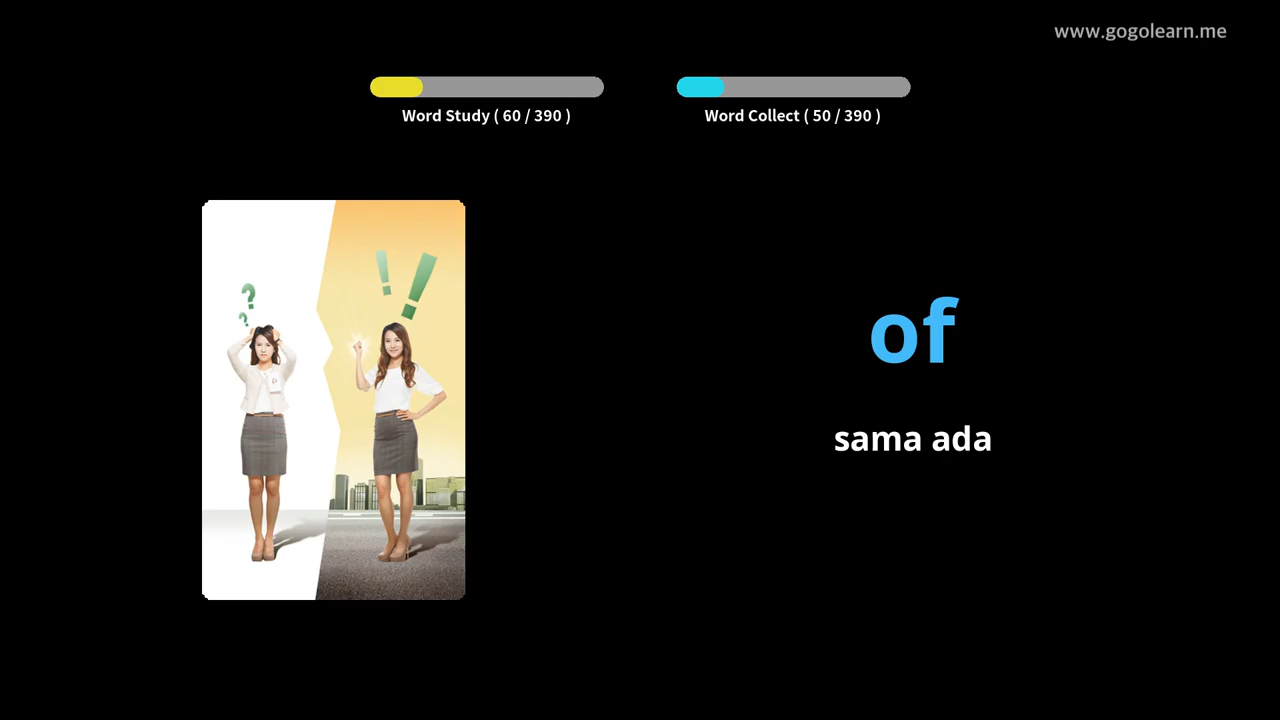 www.gogolearn.me
Word Study ( 60 / 390 )
Word Collect ( 50 / 390 )
? !!
?
of
sama ada